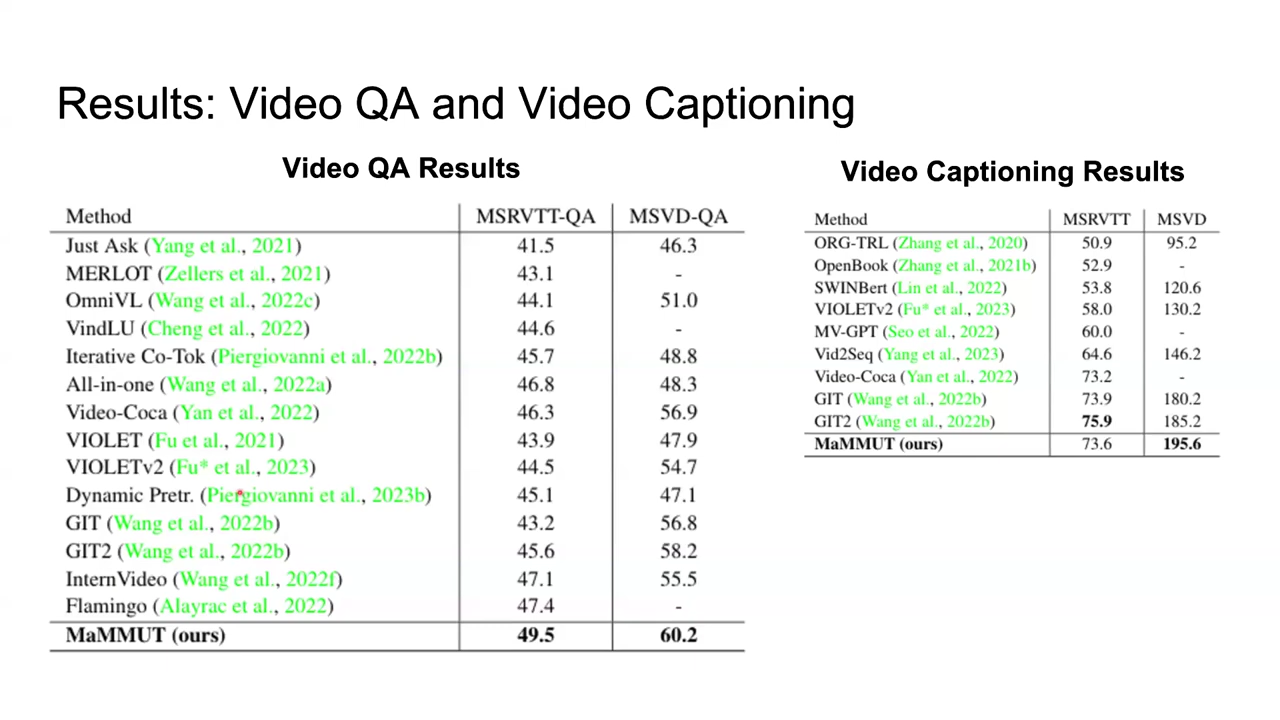 Results: Video QA and Video Captioning
Video QA Results
Method MSRVTT-QA MSVD-QA
Just Ask (Yang et al., 2021) 41.5 46.3
MERLOT (Zellers et al., 2021) 43.1 -
OmniVL (Wang et al., 2022c) 44.1 51.0
VindLU (Cheng et al., 2022) 44.6 -
Iterative Co-Tok (Piergiovanni et al., 2022b) 45.7 48.8
All-in-one (Wang et al., 2022a) 46.8 48.3
Video-Coca (Yan et al., 2022) 46.3 56.9
VIOLET (Fu et al., 2021) 43.9 47.9
VIOLETv2 (Fu* et al., 2023) 44.5 54.7
Dynamic Pretr. (Piergiovanni et al., 2023b) 45.1 47.1
GIT (Wang et al., 2022b) 43.2 56.8
GIT2 (Wang et al., 2022b) 45.6 58.2
InternVideo (Wang et al., 2022f) 47.1 55.5
Flamingo (Alayrac et al., 2022) 47.4 -
MaMMUT (ours) 49.5 60.2
Video Captioning Results
Method MSRVTT MSVD
ORG-TRL (Zhang et al., 2020) 50.9 95.2
OpenBook (Zhang et al., 2021b) 52.9 -
SWINBert (Lin et al., 2022) 53.8 120.6
VIOLETv2 (Fu* et al., 2023) 58.0 130.2
MV-GPT (Seo et al., 2022) 60.0 -
Vid2Seq (Yang et al., 2023) 64.6 146.2
Video-Coca (Yan et al., 2022) 73.2 -
GIT (Wang et al., 2022b) 73.9 180.2
GIT2 (Wang et al., 2022b) 75.9 185.2
MaMMUT (ours) 73.6 195.6